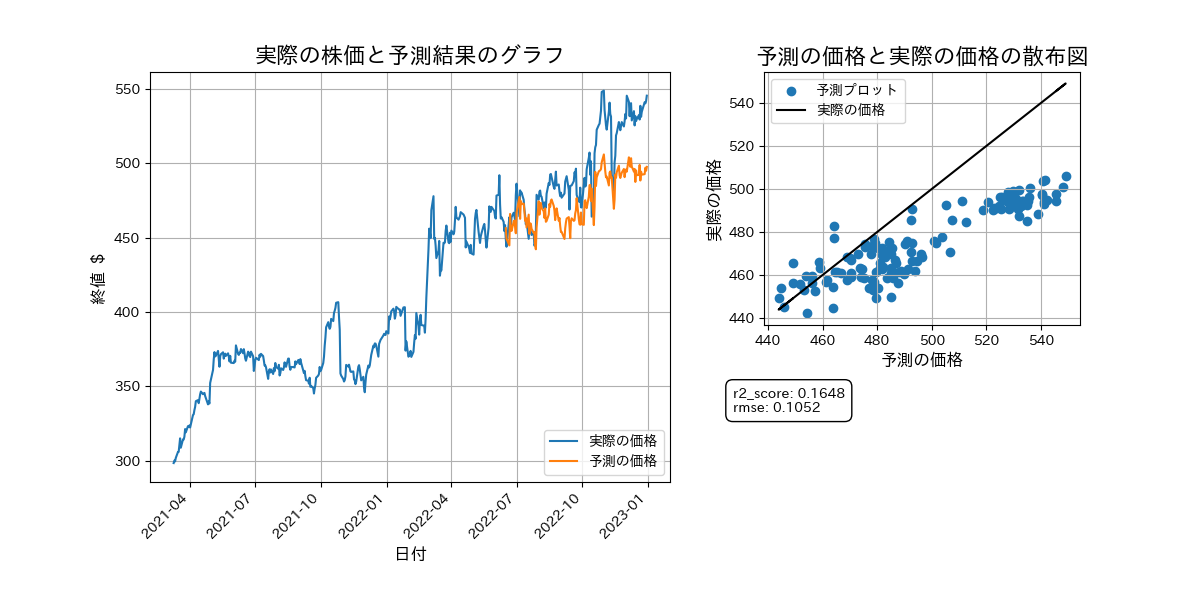 実際の株価と予測結果のグラフ
終値 $
550
500
450
400
350
300
2021-04
2021-07
2021-10
2022-01
2022-04
2022-07
2022-10
2023-01
日付
実際の価格
予測の価格
予測の価格と実際の価格の散布図
実際の価格
540
520
500
480
460
440
440
460
480
500
520
540
予測の価格
予測プロット
実際の価格
r2_score: 0.1648
rmse: 0.1052